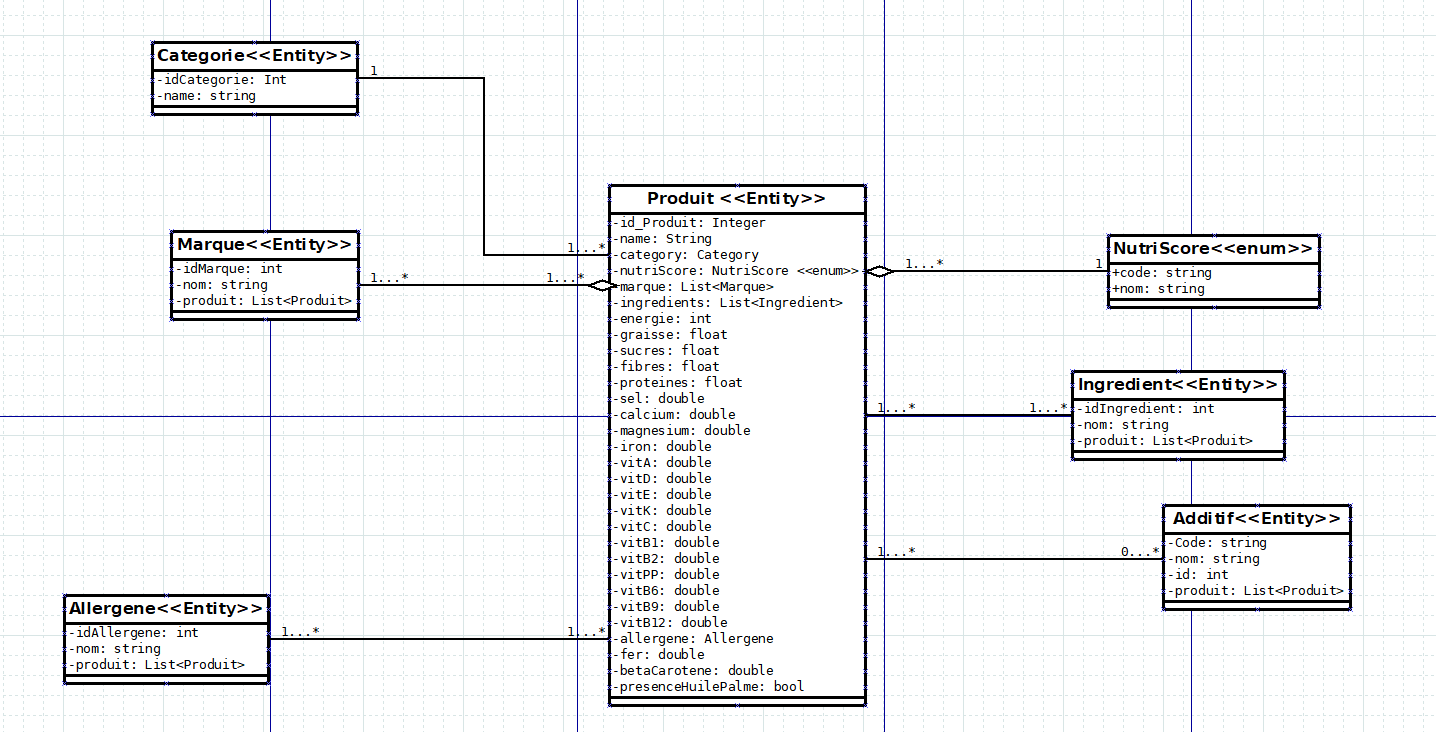 Categorie<<Entity>>
-idCategorie: Int
-name: string
1
1...*
Marque<<Entity>>
-idMarque: int
-nom: string
-produit: List<Produit>
1...*
1...*
Produit <<Entity>>
-id_Produit: Integer
-name: String
-category: Category
-nutriScore: NutriScore <<enum>>
-marque: List<Marque>
-ingredients: List<Ingredient>
-energie: int
-graisse: float
-sucres: float
-fibres: float
-proteines: float
-sel: double
-calcium: double
-magnesium: double
-iron: double
-vitA: double
-vitD: double
-vitE: double
-vitK: double
-vitC: double
-vitB1: double
-vitB2: double
-vitPP: double
-vitB6: double
-vitB9: double
-vitB12: double
-allergene: Allergene
-fer: double
-betaCarotene: double
-presenceHuilePalme: bool
1...*
1
NutriScore<<enum>>
+code: string
+nom: string
1...*
1...*
Ingredient<<Entity>>
-idIngredient: int
-nom: string
-produit: List<Produit>
1...*
0...*
Additif<<Entity>>
-Code: string
-nom: string
-id: int
-produit: List<Produit>
Allergene<<Entity>>
-idAllergene: int
-nom: string
-produit: List<Produit>
1...*
1...*